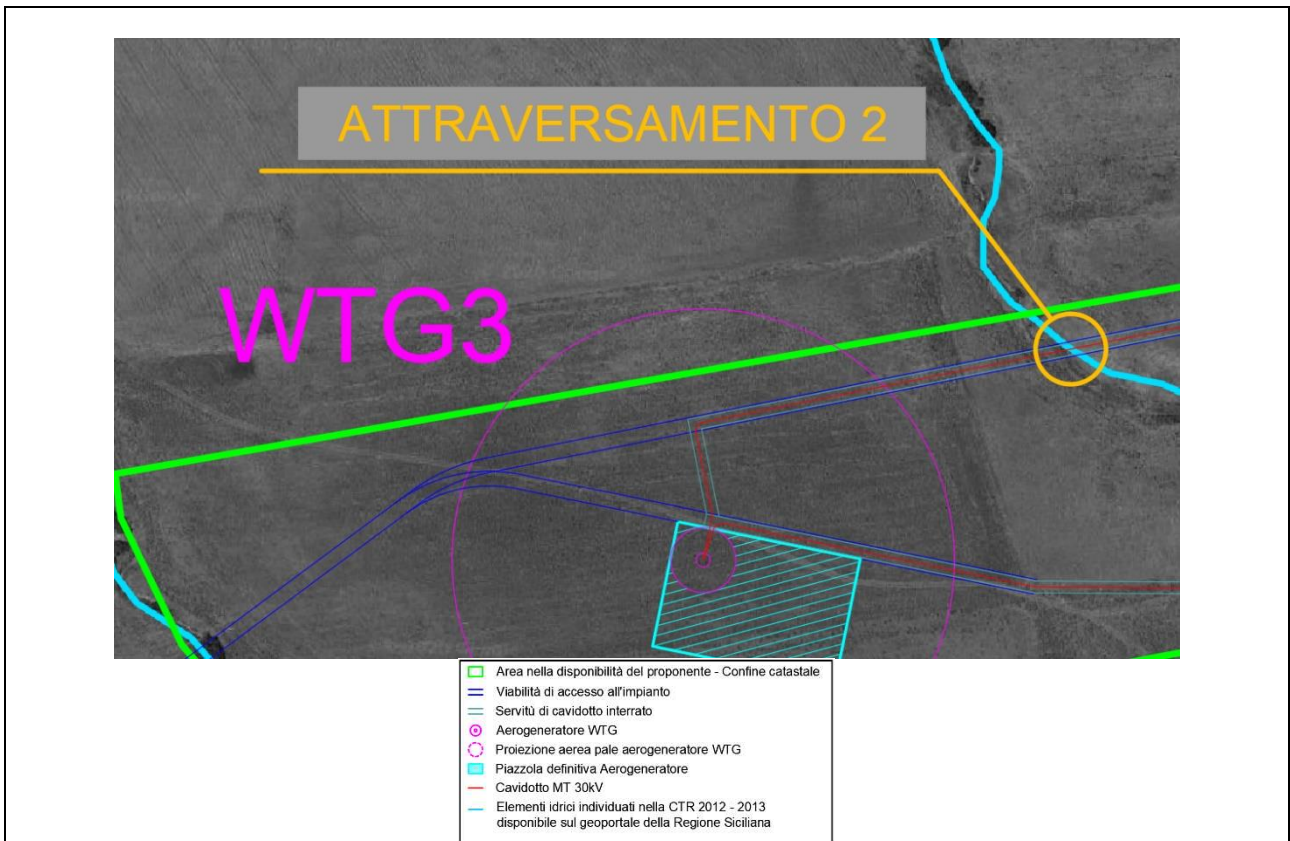 ATTRAVERSAMENTO 2
WTG3
Area nella disponibilità del proponente - Confine catastale
Viabilità di accesso all'impianto
Servitù di cavidotto interrato
Aerogeneratore WTG
Proiezione aerea pale aerogeneratore WTG
Piazzola definitiva Aerogeneratore
Cavidotto MT 30kV
Elementi idrici individuati nella CTR 2012 - 2013
disponibile sul geoportale della Regione Siciliana